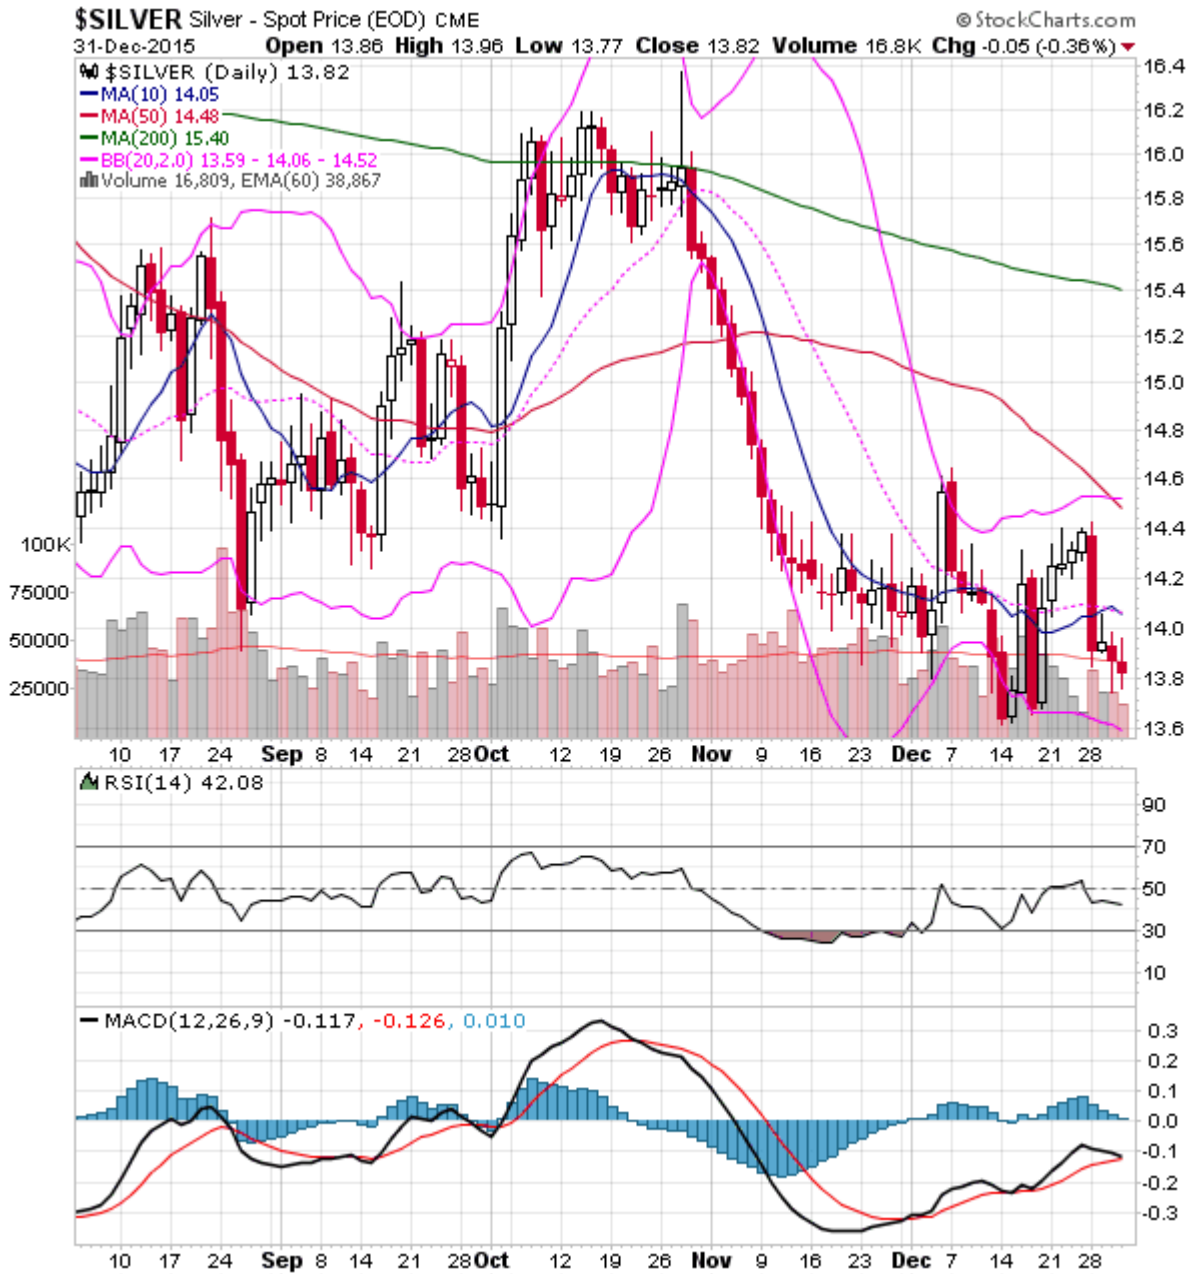 $SILVER Silver - Spot Price (EOD) CME © StockCharts.com
31-Dec-2015 Open 13.86 High 13.96 Low 13.77 Close 13.82 Volume 16.8K Chg -0.05 (-0.36%)
$SILVER (Daily) 13.82
MA(10) 14.05
MA(50) 14.48
MA(200) 15.40
BB(20,2.0) 13.59 - 14.06 - 14.52
Volume 16,809, EMA(60) 38,867
16.4
16.2
16.0
15.8
15.6
15.4
15.2
15.0
14.8
14.6
14.4
14.2
14.0
13.8
13.6
100K
75000
50000
25000
10 17 24 Sep 8 14 21 28 Oct 12 19 26 Nov 9 16 23 Dec 7 14 21 28
RSI(14) 42.08
90
70
50
30
10
MACD(12,26,9) -0.117, -0.126, 0.010
0.3
0.2
0.1
0.0
-0.1
-0.2
-0.3
10 17 24 Sep 8 14 21 28 Oct 12 19 26 Nov 9 16 23 Dec 7 14 21 28